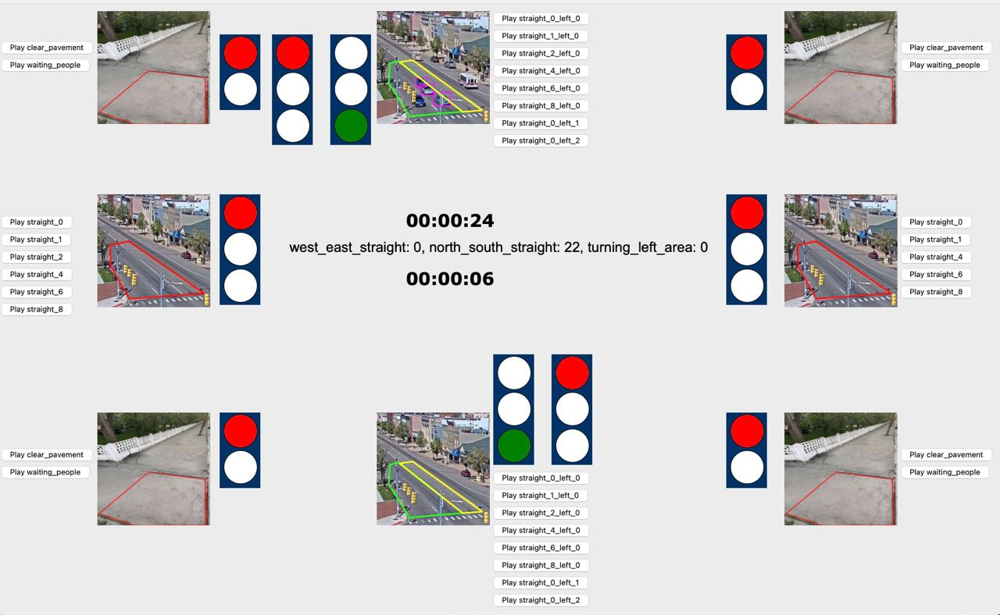 Play clear_pavement
Play waiting_people
Play straight_0_left_0
Play straight_1_left_0
Play straight_2_left_0
Play straight_4_left_0
Play straight_6_left_0
Play straight_8_left_0
Play straight_0_left_1
Play straight_0_left_2
Play clear_pavement
Play waiting_people
Play straight_0
Play straight_1
Play straight_2
Play straight_4
Play straight_6
Play straight_8
00:00:24
west_east_straight: 0, north_south_straight: 22, turning_left_area: 0
00:00:06
Play straight_0
Play straight_1
Play straight_4
Play straight_6
Play straight_8
Play clear_pavement
Play waiting_people
Play straight_0_left_0
Play straight_1_left_0
Play straight_2_left_0
Play straight_4_left_0
Play straight_6_left_0
Play straight_8_left_0
Play straight_0_left_1
Play straight_0_left_2
Play clear_pavement
Play waiting_people